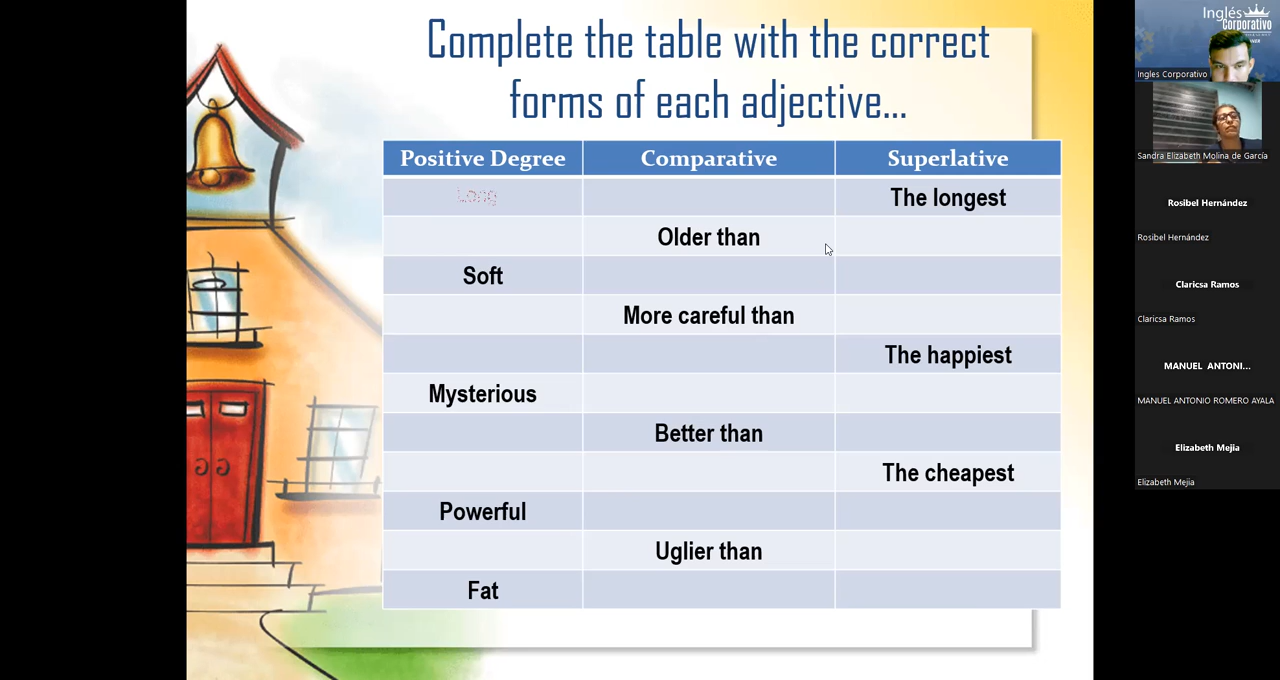 Complete the table with the correct
forms of each adjective...
Positive Degree Comparative Superlative
Long The longest
Older than
Soft
More careful than
The happiest
Mysterious
Better than
The cheapest
Powerful
Uglier than
Fat
Inglés
Corporativo
Ingles Corporativo
Sandra Elizabeth Molina de García
Rosibel Hernández
Rosibel Hernández
Claricsa Ramos
Claricsa Ramos
MANUEL ANTONI...
MANUEL ANTONIO ROMERO AYALA
Elizabeth Mejia
Elizabeth Mejia